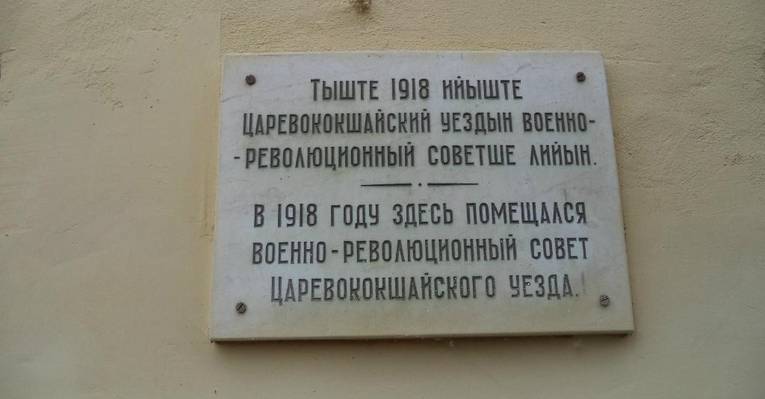 Тыште 1918 ийыште
Царевококшайский уездын военно-
-революционный советше лийын.
В 1918 году здесь помещался
военно-революционный совет
Царевококшайского уезда.